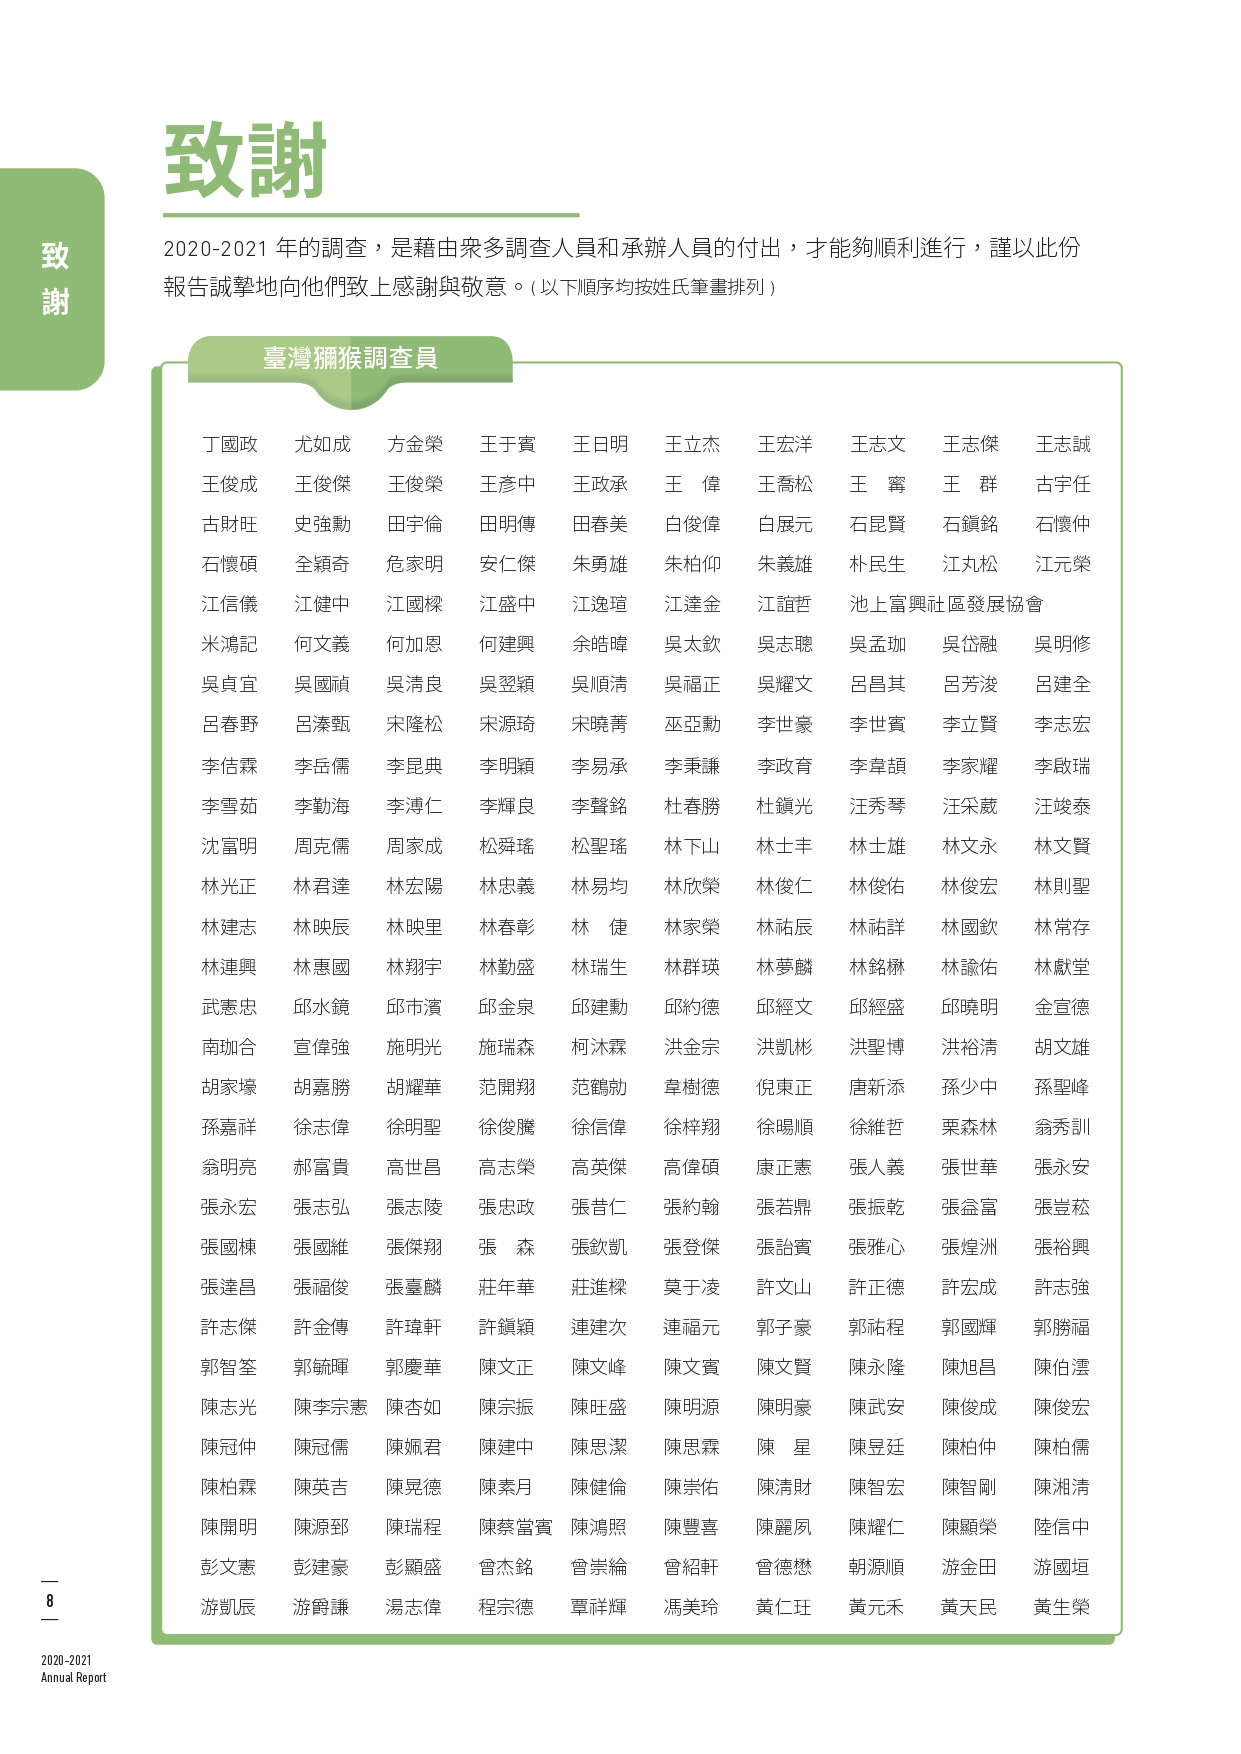 致謝
致
謝
2020-2021 年的調查，是藉由衆多調查人員和承辦人員的付出，才能夠順利進行，謹以此份
報告誠摯地向他們致上感謝與敬意。( 以下順序均按姓氏筆畫排列 )
臺灣獼猴調查員
丁國政 尤如成 方金榮 王于賓 王日明 王立杰 王宏洋 王志文 王志傑 王志誠
王俊成 王俊傑 王俊榮 王彥中 王政承 王　偉 王喬松 王　寗 王　群 古宇任
古財旺 史強勳 田宇倫 田明傳 田春美 白俊偉 白展元 石昆賢 石鎭銘 石懷仲
石懷碩 全穎奇 危家明 安仁傑 朱勇雄 朱柏仰 朱義雄 朴民生 江丸松 江元榮
江信儀 江健中 江國樑 江盛中 江逸瑄 江達金 江誼哲 池上富興社區發展協會
米鴻記 何文義 何加恩 何建興 余皓暐 吳太欽 吳志聰 吳孟珈 吳岱融 吳明修
吳貞宜 吳國禎 吳淸良 吳翌穎 吳順淸 吳福正 吳耀文 呂昌其 呂芳浚 呂建全
呂春野 呂溱甄 宋隆松 宋源琦 宋曉菁 巫亞勳 李世豪 李世賓 李立賢 李志宏
李佶霖 李岳儒 李昆典 李明穎 李易承 李秉謙 李政育 李韋頡 李家耀 李啟瑞
李雪茹 李勤海 李溥仁 李輝良 李聲銘 杜春勝 杜鎭光 汪秀琴 汪采葳 汪竣泰
沈富明 周克儒 周家成 松舜瑤 松聖瑤 林下山 林士丰 林士雄 林文永 林文賢
林光正 林君達 林宏陽 林忠義 林易均 林欣榮 林俊仁 林俊佑 林俊宏 林則聖
林建志 林映辰 林映里 林春彰 林　倢 林家榮 林祐辰 林祐詳 林國欽 林常存
林連興 林惠國 林翔宇 林勤盛 林瑞生 林群瑛 林夢麟 林銘楙 林諭佑 林獻堂
武憲忠 邱水鏡 邱市濱 邱金泉 邱建勳 邱約德 邱經文 邱經盛 邱曉明 金宣德
南珈合 宣偉強 施明光 施瑞森 柯沐霖 洪金宗 洪凱彬 洪聖博 洪裕淸 胡文雄
胡家壕 胡嘉勝 胡耀華 范開翔 范鶴勀 韋樹德 倪東正 唐新添 孫少中 孫聖峰
孫嘉祥 徐志偉 徐明聖 徐俊騰 徐信偉 徐梓翔 徐暘順 徐維哲 栗森林 翁秀訓
翁明亮 郝富貴 高世昌 高志榮 高英傑 高偉碩 康正憲 張人義 張世華 張永安
張永宏 張志弘 張志陵 張忠政 張昔仁 張約翰 張若鼎 張振乾 張益富 張豈菘
張國棟 張國維 張傑翔 張　森 張欽凱 張登傑 張詒賓 張雅心 張煌洲 張裕興
張達昌 張福俊 張臺麟 莊年華 莊進樑 莫于凌 許文山 許正德 許宏成 許志強
許志傑 許金傳 許瑋軒 許鎭穎 連建次 連福元 郭子豪 郭祐程 郭國輝 郭勝福
郭智筌 郭毓暉 郭慶華 陳文正 陳文峰 陳文賓 陳文賢 陳永隆 陳旭昌 陳伯澐
陳志光 陳李宗憲 陳杏如 陳宗振 陳旺盛 陳明源 陳明豪 陳武安 陳俊成 陳俊宏
陳冠仲 陳冠儒 陳姵君 陳建中 陳思潔 陳思霖 陳　星 陳昱廷 陳柏仲 陳柏儒
陳柏霖 陳英吉 陳晃德 陳素月 陳健倫 陳崇佑 陳淸財 陳智宏 陳智剛 陳湘淸
陳開明 陳源郅 陳瑞程 陳蔡當賓 陳鴻照 陳豐喜 陳麗夙 陳耀仁 陳顯榮 陸信中
彭文憲 彭建豪 彭顯盛 曾杰銘 曾崇綸 曾紹軒 曾德懋 朝源順 游金田 游國垣
游凱辰 游爵謙 湯志偉 程宗德 覃祥輝 馮美玲 黃仁玨 黃元禾 黃天民 黃生榮
8
2020-2021
Annual Report